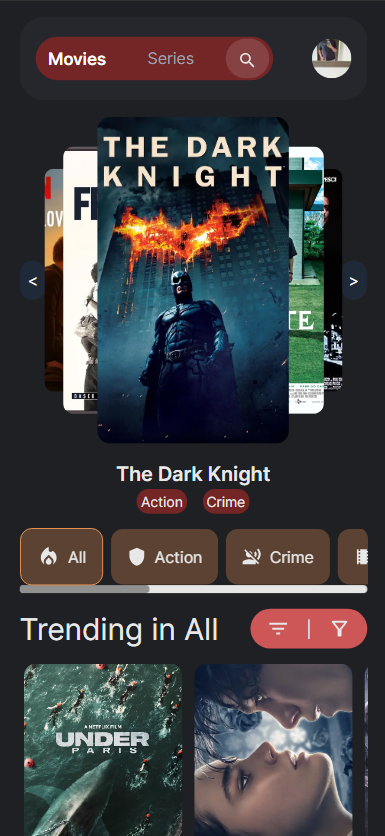 Movies Series
THE DARK
KNIGHT
< >
The Dark Knight
Action Crime
All Action Crime
Trending in All
A NETFLIX FILM
UNDER
PARIS